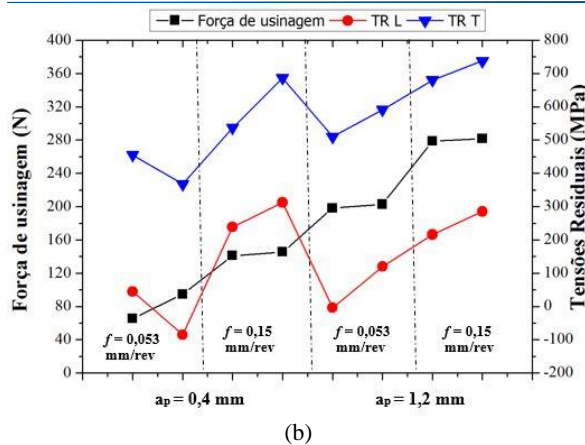 Força de usinagem TR L TR T
400 800
360 700
320 600
280 500
240 400
200 300
160 200
120 100
80 0
40 -100
0 -200
Força de usinagem (N)
Tensões Residuais (MPa)
f = 0,053 mm/rev
f = 0,15 mm/rev
f = 0,053 mm/rev
f = 0,15 mm/rev
aₚ = 0,4 mm aₚ = 1,2 mm
(b)